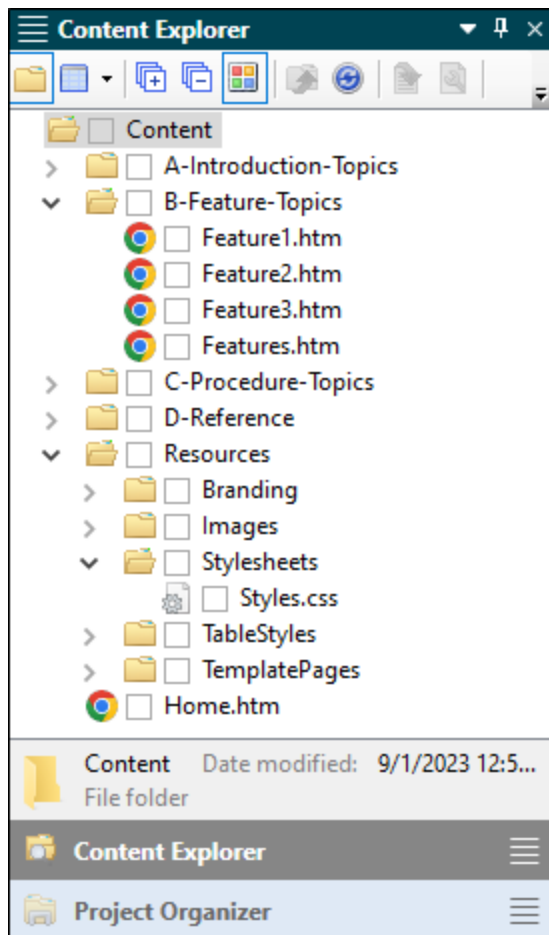 Content Explorer
Content
A-Introduction-Topics
B-Feature-Topics
Feature1.htm
Feature2.htm
Feature3.htm
Features.htm
C-Procedure-Topics
D-Reference
Resources
Branding
Images
Stylesheets
Styles.css
TableStyles
TemplatePages
Home.htm
Content Date modified: 9/1/2023 12:5...
File folder
Content Explorer
Project Organizer